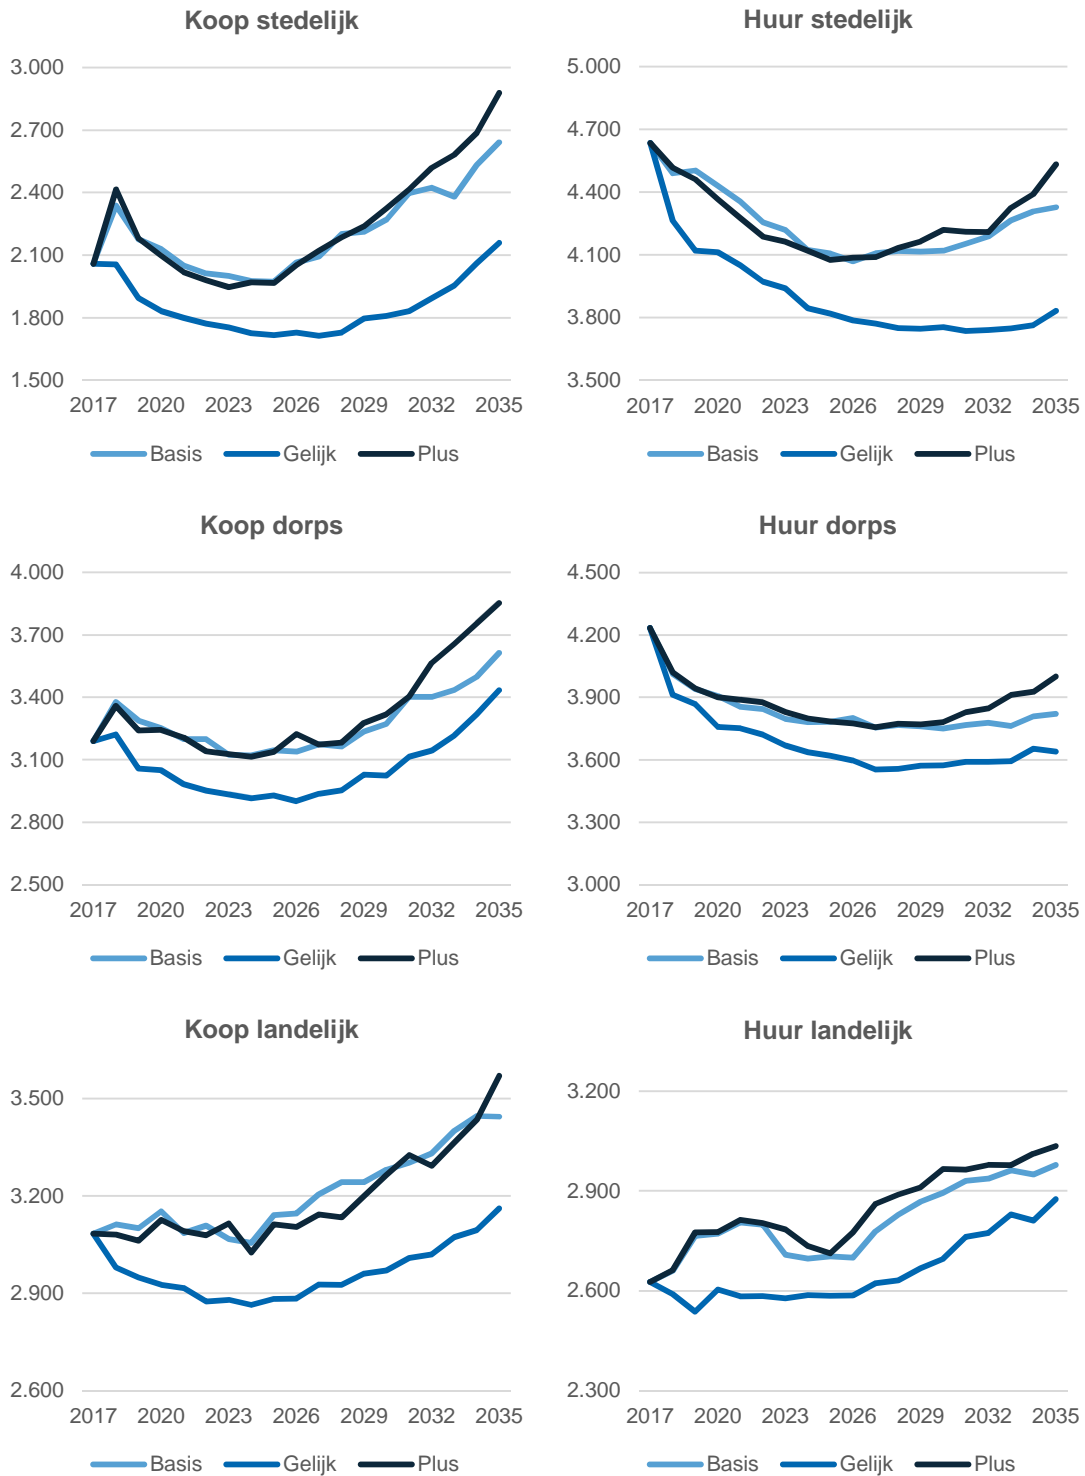 Koop stedelijk
3.000
2.700
2.400
2.100
1.800
1.500
2017 2020 2023 2026 2029 2032 2035
Basis Gelijk Plus
Huur stedelijk
5.000
4.700
4.400
4.100
3.800
3.500
2017 2020 2023 2026 2029 2032 2035
Basis Gelijk Plus
Koop dorps
4.000
3.700
3.400
3.100
2.800
2.500
2017 2020 2023 2026 2029 2032 2035
Basis Gelijk Plus
Huur dorps
4.500
4.200
3.900
3.600
3.300
3.000
2017 2020 2023 2026 2029 2032 2035
Basis Gelijk Plus
Koop landelijk
3.500
3.200
2.900
2.600
2017 2020 2023 2026 2029 2032 2035
Basis Gelijk Plus
Huur landelijk
3.200
2.900
2.600
2.300
2017 2020 2023 2026 2029 2032 2035
Basis Gelijk Plus